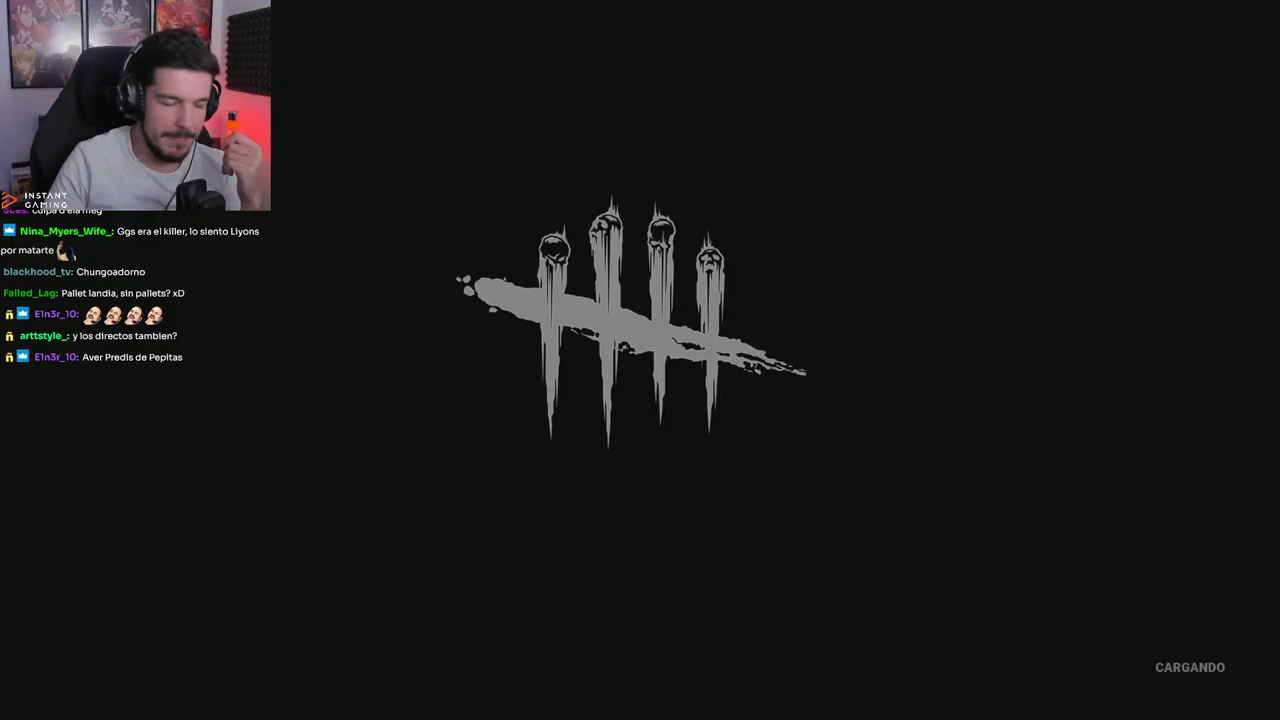 INSTANT
GAMING
Nina_Myers_Wife_: Ggs era el killer, lo siento Liyons
por matarte
blackhood_tv: Chungoadorno
Failed_Lag: Pallet landia, sin pallets? xD
E1n3r_10:
arttstyle_: y los directos tambien?
E1n3r_10: Aver Predis de Pepitas
CARGANDO